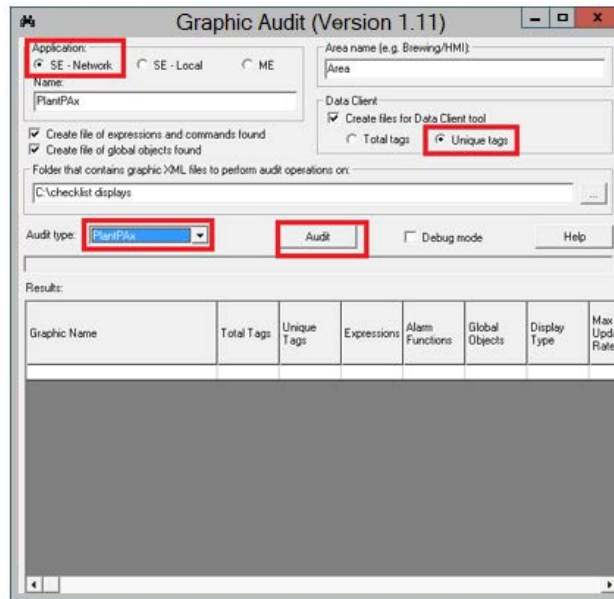 Graphic Audit (Version 1.11)
Application:
SE - Network SE - Local ME
Name:
PlantPAx
Area name (e.g. Brewing/HMI):
Area
Data Client
Create files for Data Client tool
Total tags Unique tags
Create file of expressions and commands found
Create file of global objects found
Folder that contains graphic XML files to perform audit operations on:
C:\checklist displays
...
Audit type: PlantPAx Audit Debug mode Help
Results:
Graphic Name Total Tags Unique Tags Expressions Alarm Functions Global Objects Display Type Max Upda Rate